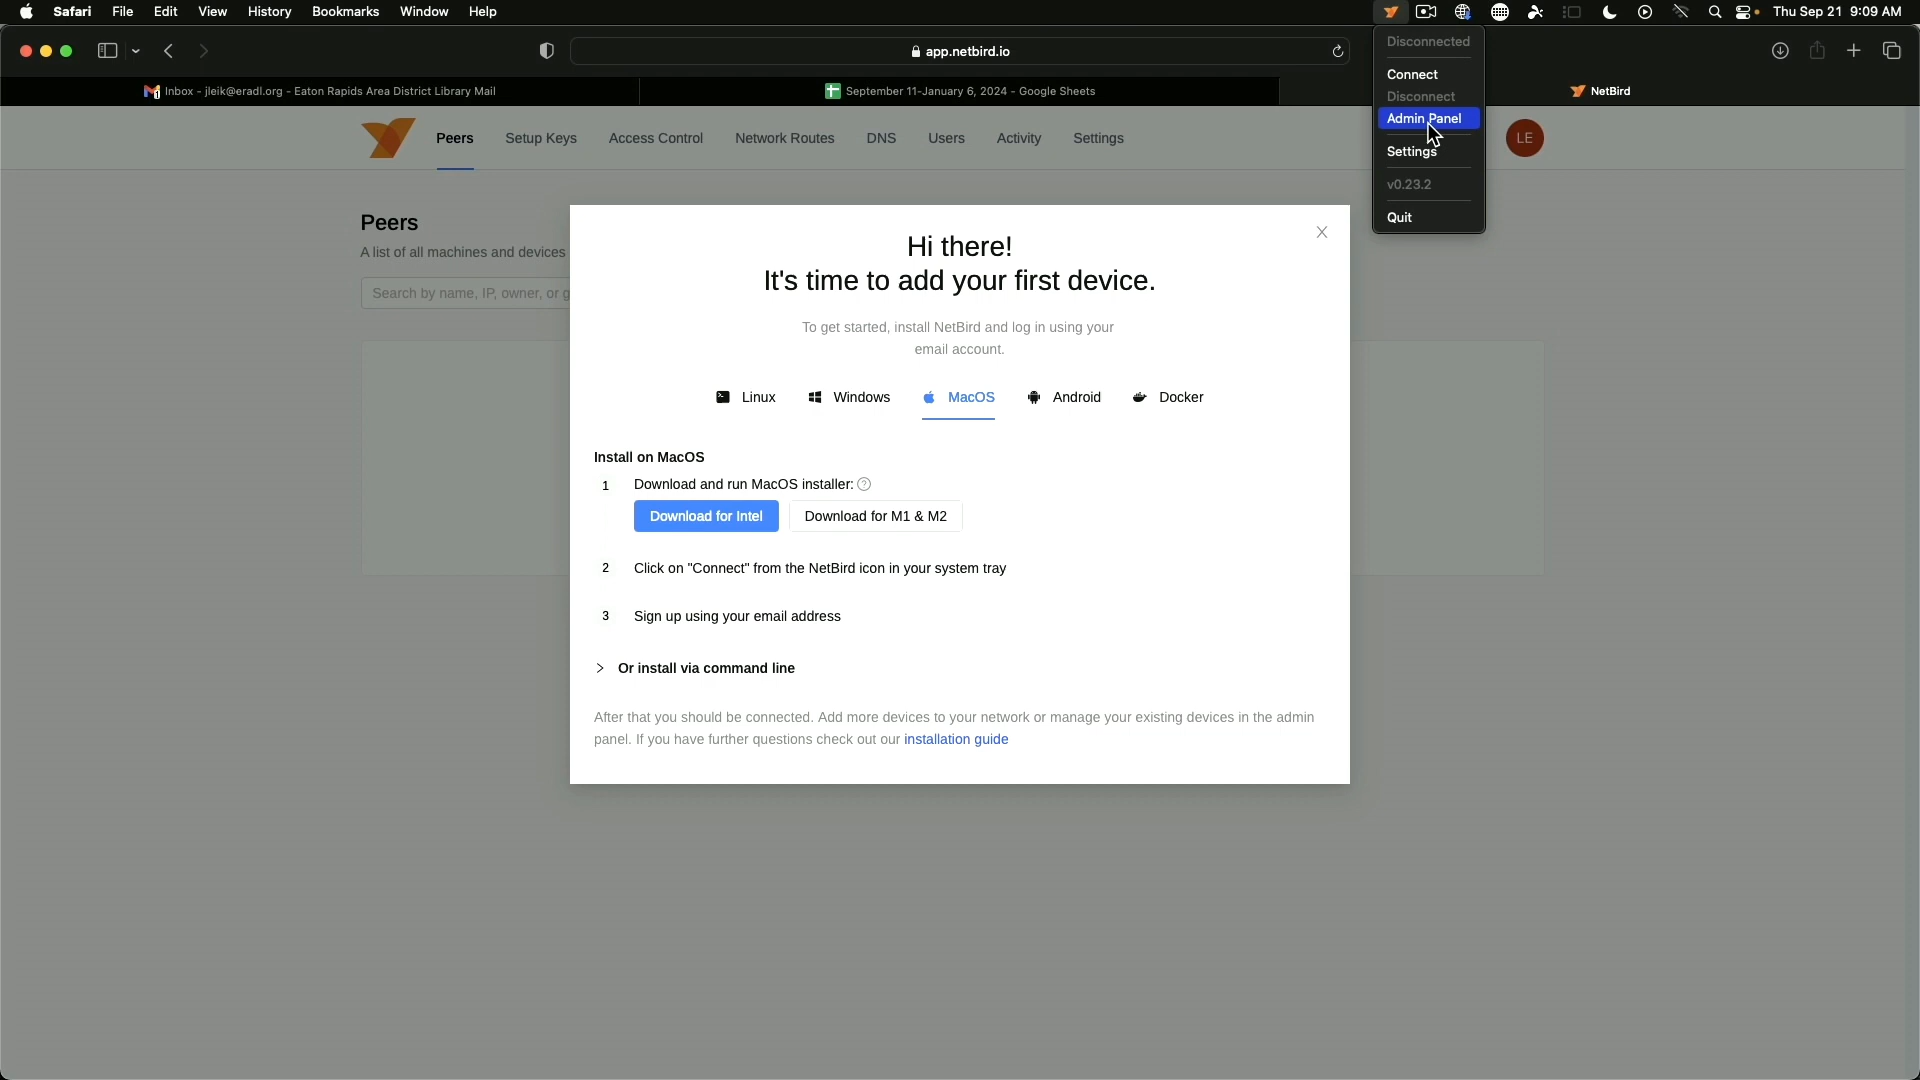 Safari File Edit View History Bookmarks Window Help Thu Sep 21 9:09 AM
app.netbird.io
Inbox - jleik@eradl.org - Eaton Rapids Area District Library Mail
September 11-January 6, 2024 - Google Sheets
NetBird
Disconnected
Connect
Disconnect
Admin Panel
Settings
v0.23.2
Quit
Peers Setup Keys Access Control Network Routes DNS Users Activity Settings LE
Peers
A list of all machines and devices
Search by name, IP, owner, or g
Hi there!
It's time to add your first device.
To get started, install NetBird and log in using your
email account.
Linux Windows MacOS Android Docker
Install on MacOS
1 Download and run MacOS installer:
Download for Intel Download for M1 & M2
2 Click on "Connect" from the NetBird icon in your system tray
3 Sign up using your email address
Or install via command line
After that you should be connected. Add more devices to your network or manage your existing devices in the admin
panel. If you have further questions check out our installation guide